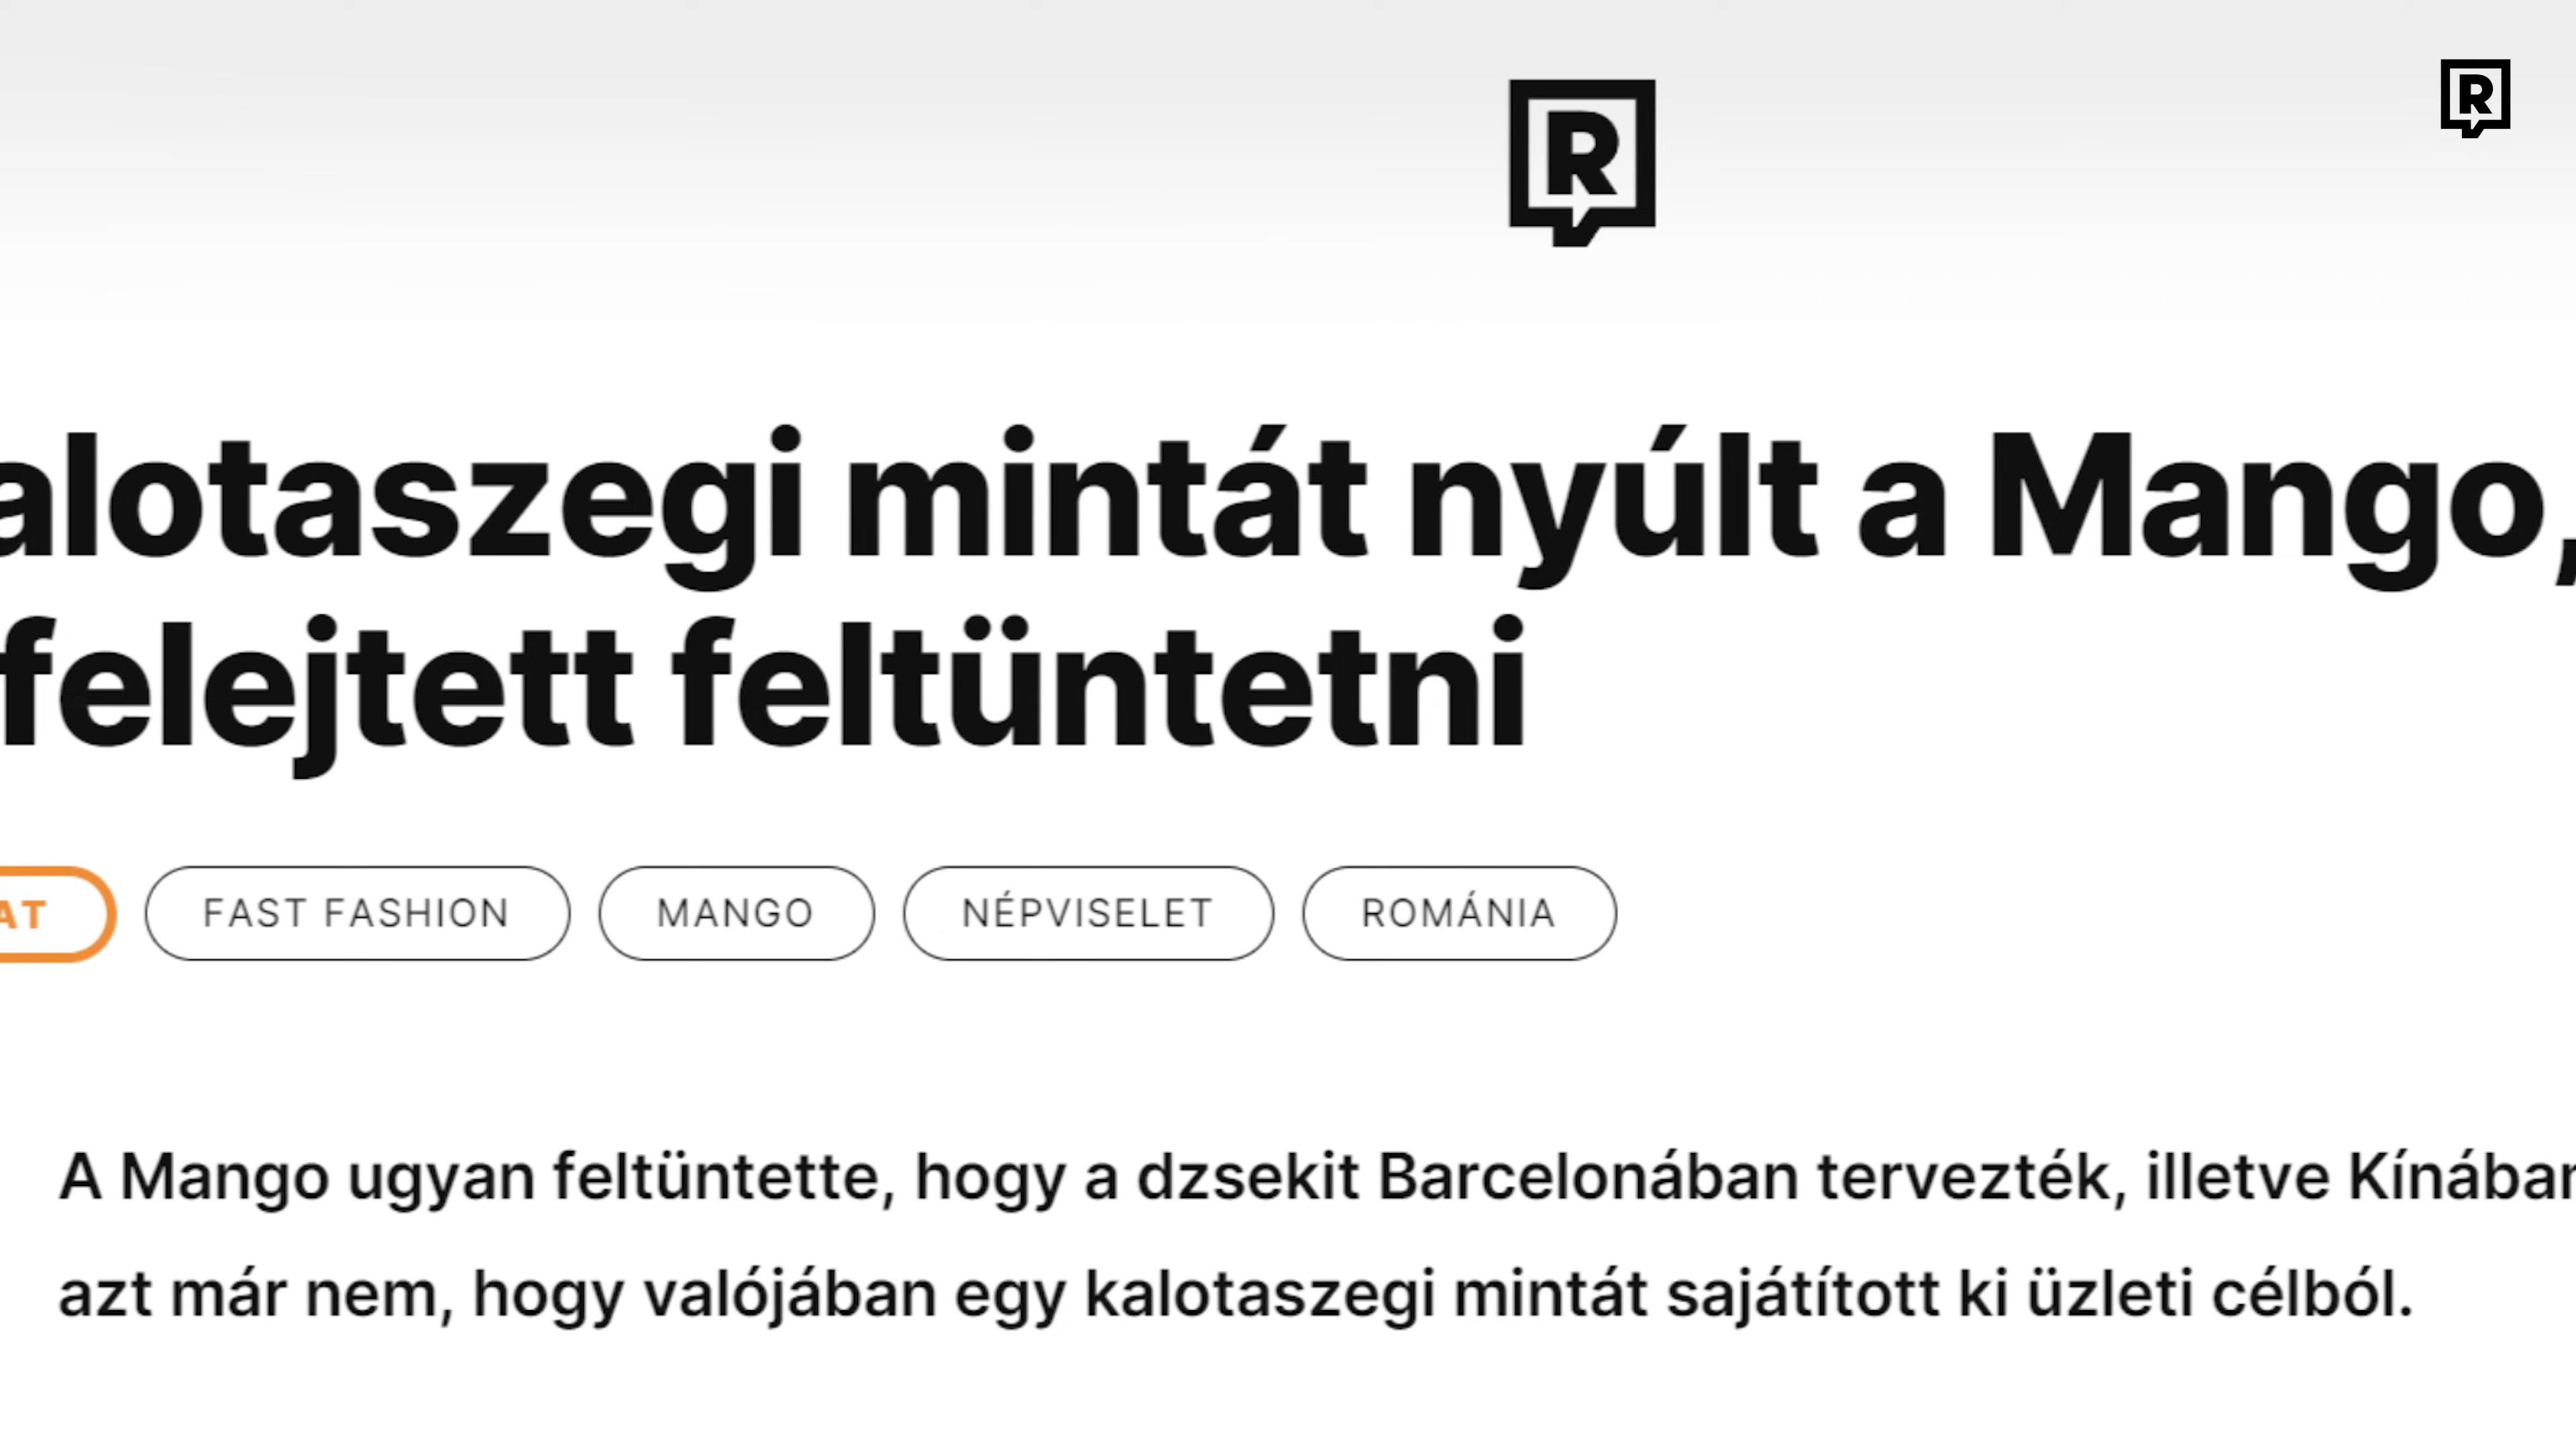 R
R
alotaszegi mintát nyúlt a Mango,
felejtett feltüntetni
AT
FAST FASHION
MANGO
NÉPVISELET
ROMÁNIA
A Mango ugyan feltüntette, hogy a dzsekit Barcelonában tervezték, illetve Kínában
azt már nem, hogy valójában egy kalotaszegi mintát sajátított ki üzleti célból.